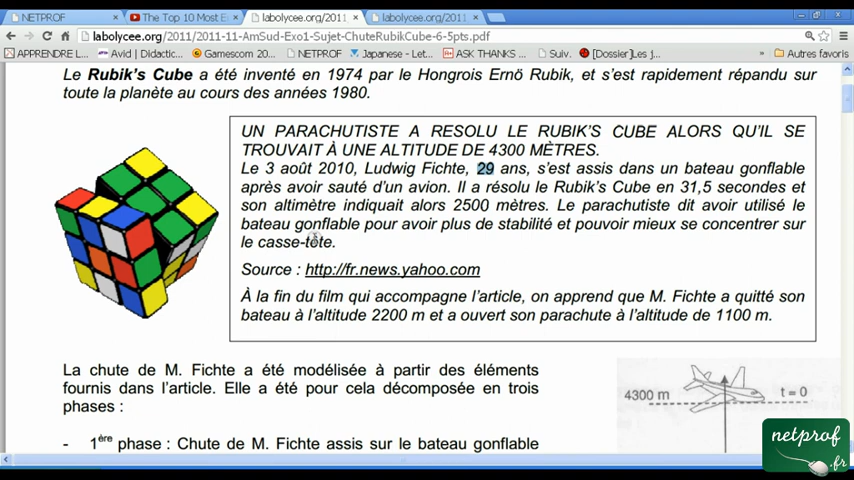 NETPROF
The Top 10 Most E
labolycee.org/2011
labolycee.org/2011
labolycee.org/2011/2011-11-AmSud-Exo1-Sujet-ChuteRubikCube-6-5pts.pdf
APPRENDRE L... Avid | Didactic... Gamescom 20... NETPROF Japanese - Let... ASK THANKS ... Suiv. [Dossier]Les j... » Autres favoris
Le Rubik's Cube a été inventé en 1974 par le Hongrois Ernö Rubik, et s'est rapidement répandu sur
toute la planète au cours des années 1980.
UN PARACHUTISTE A RESOLU LE RUBIK'S CUBE ALORS QU'IL SE
TROUVAIT À UNE ALTITUDE DE 4300 MÈTRES.
Le 3 août 2010, Ludwig Fichte, 29 ans, s'est assis dans un bateau gonflable
après avoir sauté d'un avion. Il a résolu le Rubik's Cube en 31,5 secondes et
son altimètre indiquait alors 2500 mètres. Le parachutiste dit avoir utilisé le
bateau gonflable pour avoir plus de stabilité et pouvoir mieux se concentrer sur
le casse-tête.
Source : http://fr.news.yahoo.com
À la fin du film qui accompagne l'article, on apprend que M. Fichte a quitté son
bateau à l'altitude 2200 m et a ouvert son parachute à l'altitude de 1100 m.
La chute de M. Fichte a été modélisée à partir des éléments
fournis dans l'article. Elle a été pour cela décomposée en trois
phases :
- 1ère phase : Chute de M. Fichte assis sur le bateau gonflable
4300 m
t = 0
netprof
.fr